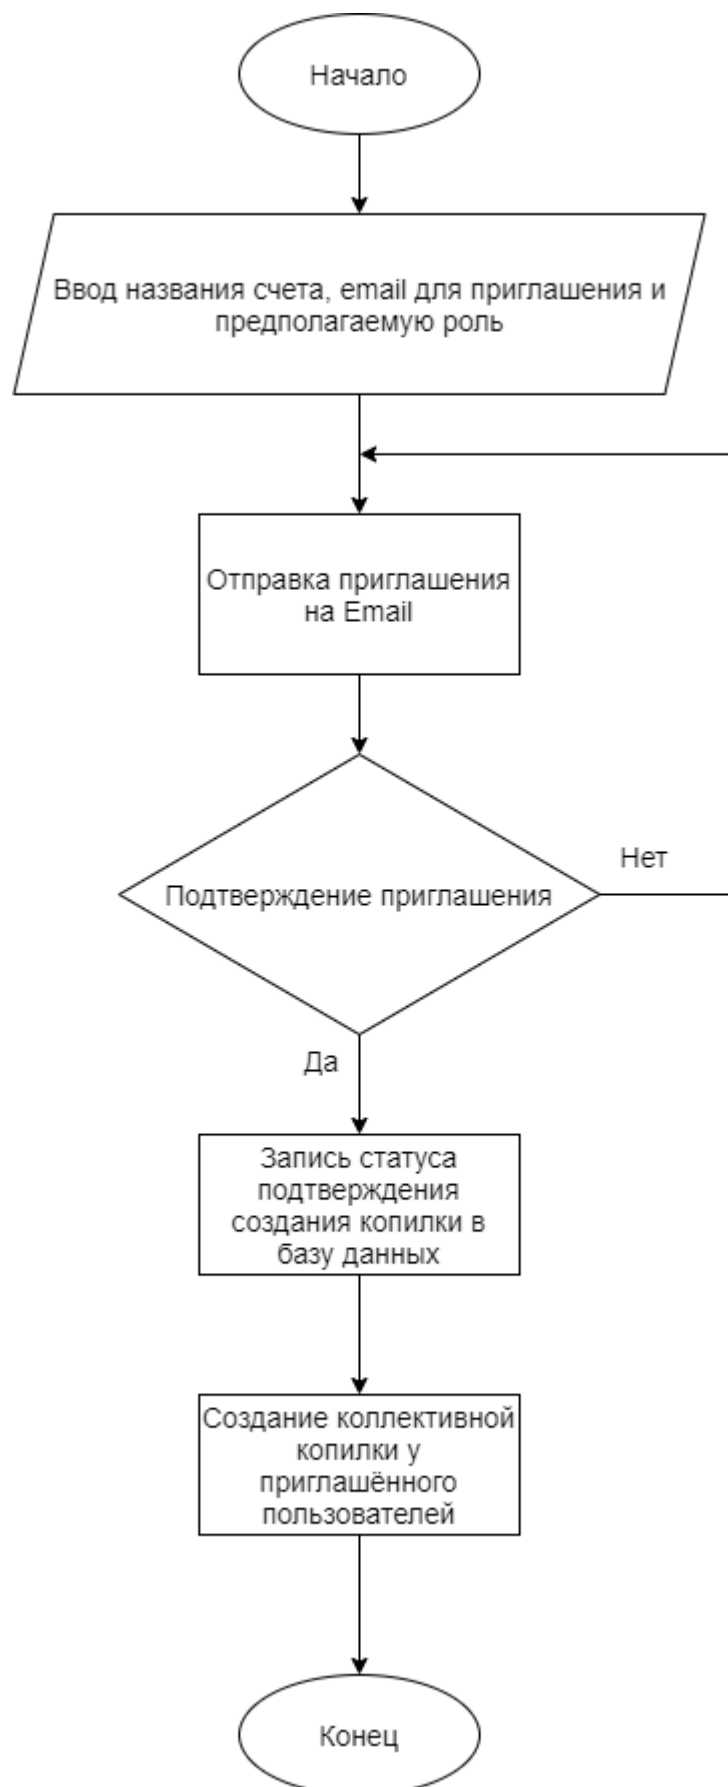 Начало
Ввод названия счета, email для приглашения и
предполагаемую роль
Отправка приглашения
на Email
Подтверждение приглашения
Нет
Да
Запись статуса
подтверждения
создания копилки в
базу данных
Создание коллективной
копилки у
приглашённого
пользователей
Конец